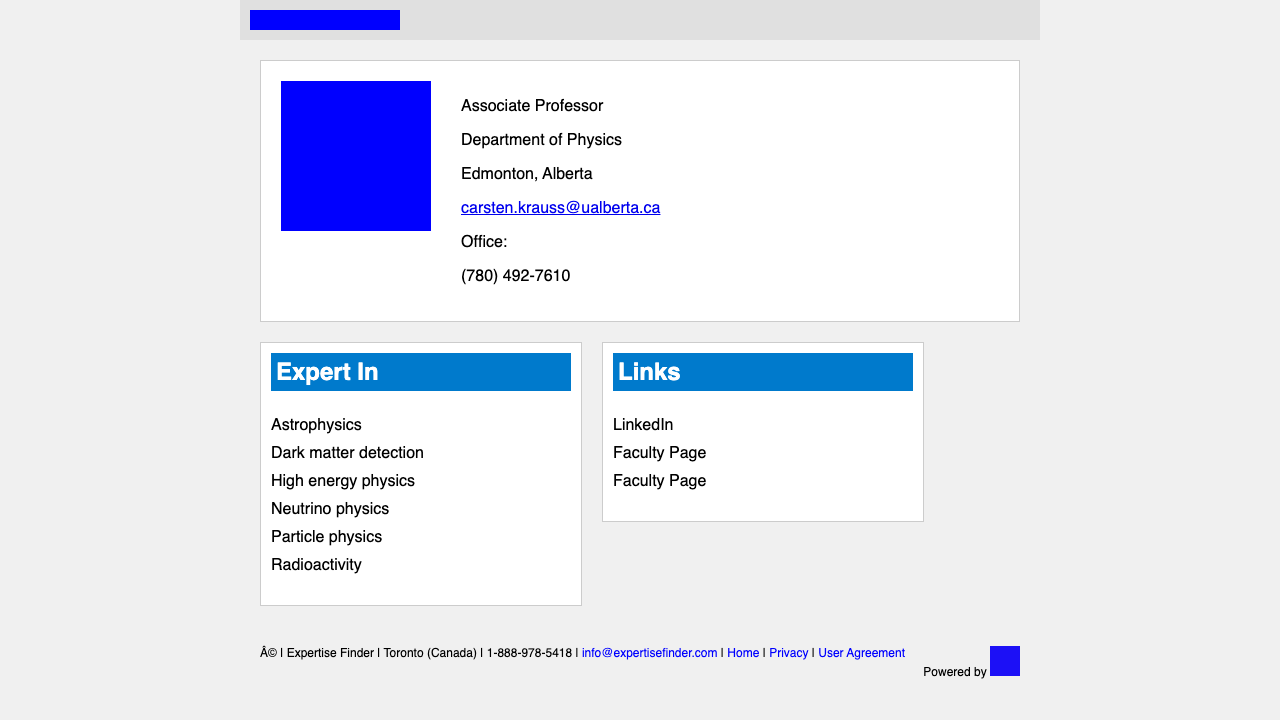 Associate Professor
Department of Physics
Edmonton, Alberta
carsten.krauss@ualberta.ca
Office:
(780) 492-7610
Expert In
Astrophysics
Dark matter detection
High energy physics
Neutrino physics
Particle physics
Radioactivity
Links
LinkedIn
Faculty Page
Faculty Page
Â© | Expertise Finder | Toronto (Canada) | 1-888-978-5418 | info@expertisefinder.com | Home | Privacy | User Agreement
Powered by